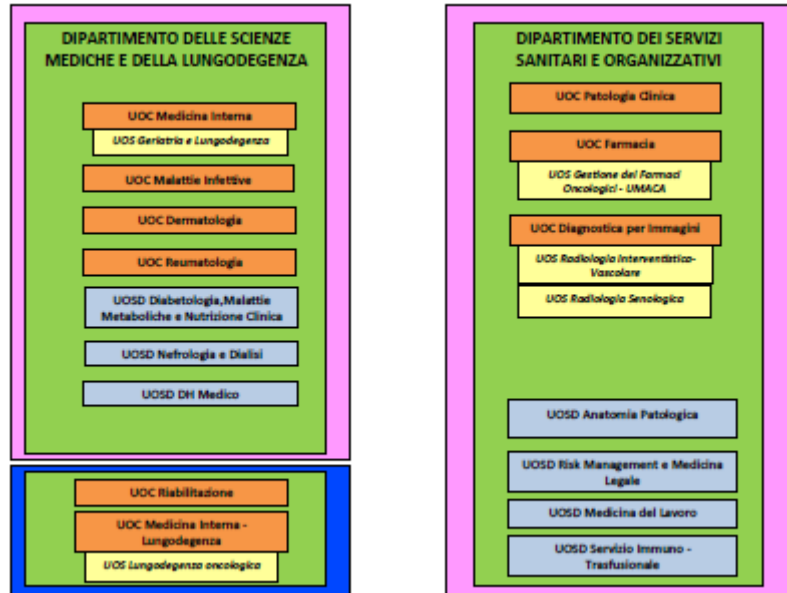 DIPARTIMENTO DELLE SCIENZE
MEDICHE E DELLA LUNGODEGENZA
UOC Medicina Interna
UOS Geriatria e Lungodegenza
UOC Malattie Infettive
UOC Dermatologia
UOC Reumatologia
UOSD Diabetologia,Malattie
Metaboliche e Nutrizione Clinica
UOSD Nefrologia e Dialisi
UOSD DH Medico
UOC Riabilitazione
UOC Medicina Interna -
Lungodegenza
UOS Lungodegenza oncologica
DIPARTIMENTO DEI SERVIZI
SANITARI E ORGANIZZATIVI
UOC Patologia Clinica
UOC Farmacia
UOS Gestione dei Farmaci
Oncologici - UMACA
UOC Diagnostica per Immagini
UOS Radiologia Interventistica-
Vascolare
UOS Radiologia Senologica
UOSD Anatomia Patologica
UOSD Risk Management e Medicina
Legale
UOSD Medicina del Lavoro
UOSD Servizio Immuno -
Trasfusionale